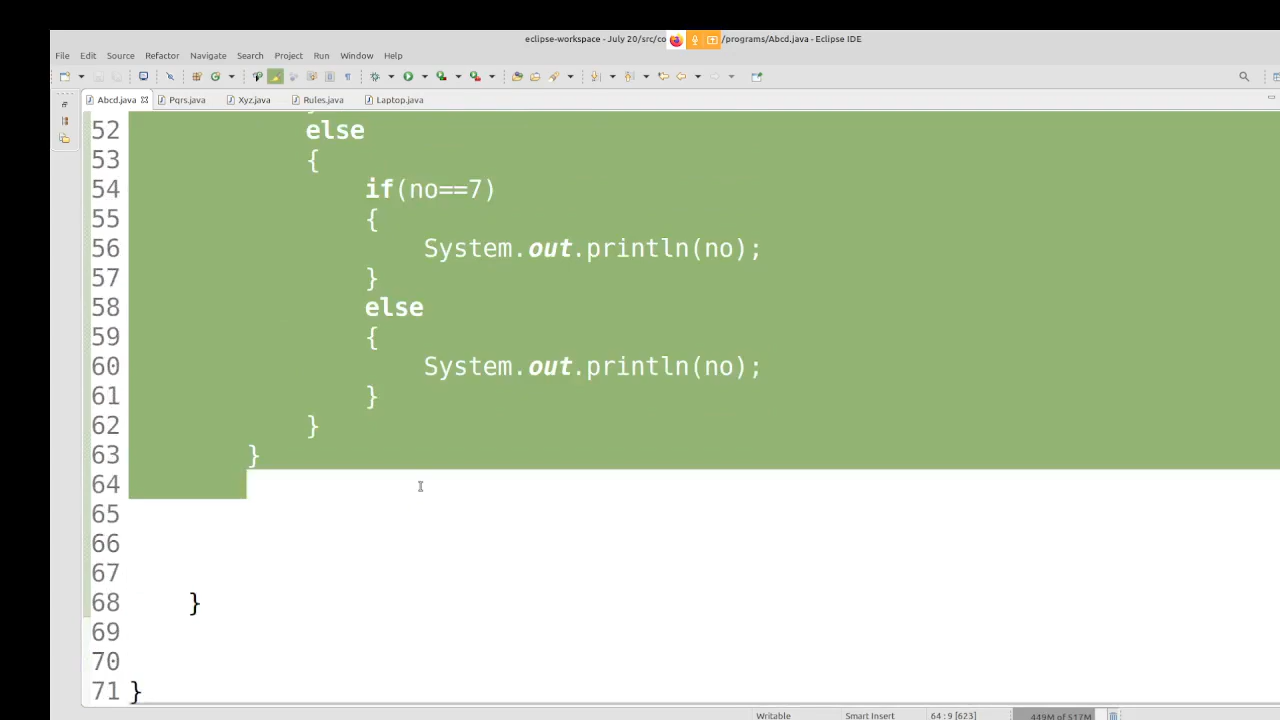 eclipse-workspace - July 20/src/co /programs/Abcd.java - Eclipse IDE
File Edit Source Refactor Navigate Search Project Run Window Help
Abcd.java Pqrs.java Xyz.java Rules.java Laptop.java
52 else
53 {
54 if(no==7)
55 {
56 System.out.println(no);
57 }
58 else
59 {
60 System.out.println(no);
61 }
62 }
63 }
64
65
66
67
68 }
69
70
71 }
Writable Smart Insert 64 : 9 [623] 449M of 517M